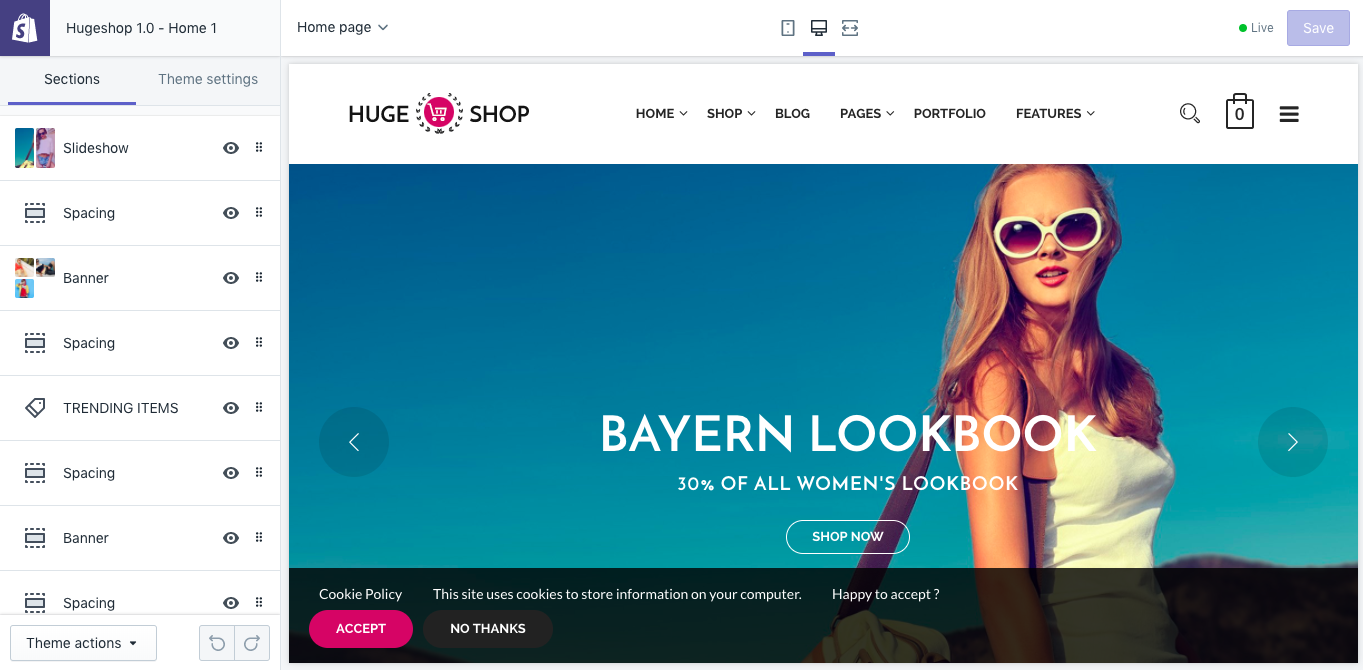 Hugeshop 1.0 - Home 1
Home page
Live
Save
Sections
Theme settings
Slideshow
Spacing
Banner
Spacing
TRENDING ITEMS
Spacing
Banner
Spacing
Theme actions
HUGE SHOP
HOME SHOP BLOG PAGES PORTFOLIO FEATURES
0
BAYERN LOOKBOOK
30% OF ALL WOMEN'S LOOKBOOK
SHOP NOW
Cookie Policy This site uses cookies to store information on your computer. Happy to accept ?
ACCEPT NO THANKS